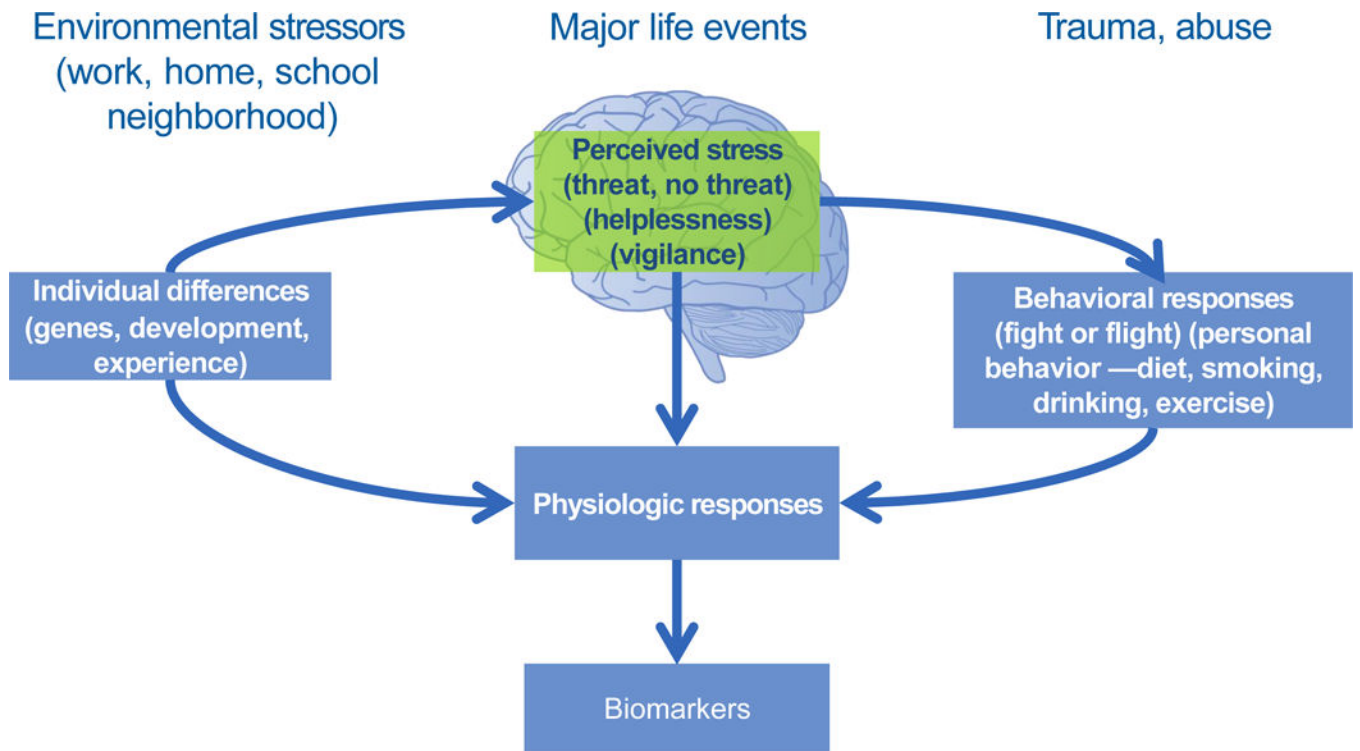 Environmental stressors
(work, home, school
neighborhood)
Major life events
Trauma, abuse
Perceived stress
(threat, no threat)
(helplessness)
(vigilance)
Individual differences
(genes, development,
experience)
Behavioral responses
(fight or flight) (personal
behavior —diet, smoking,
drinking, exercise)
Physiologic responses
Biomarkers